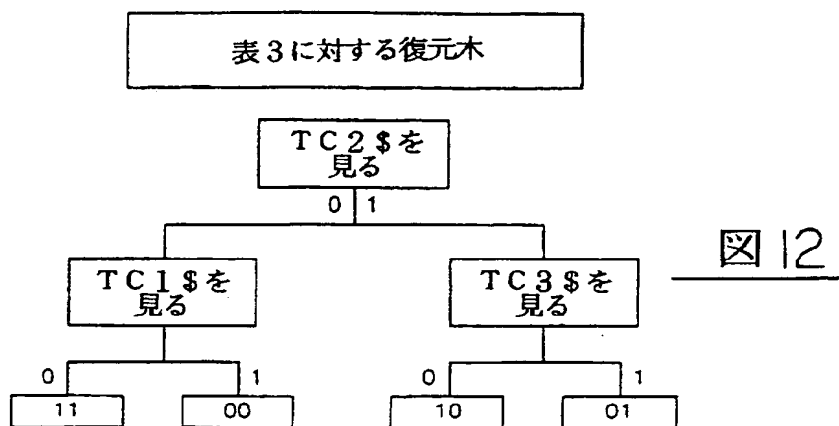 表3に対する復元木
TC2$を
見る
0 1
TC1$を
見る
TC3$を
見る
図12
0 1 0 1
11 00 10 01